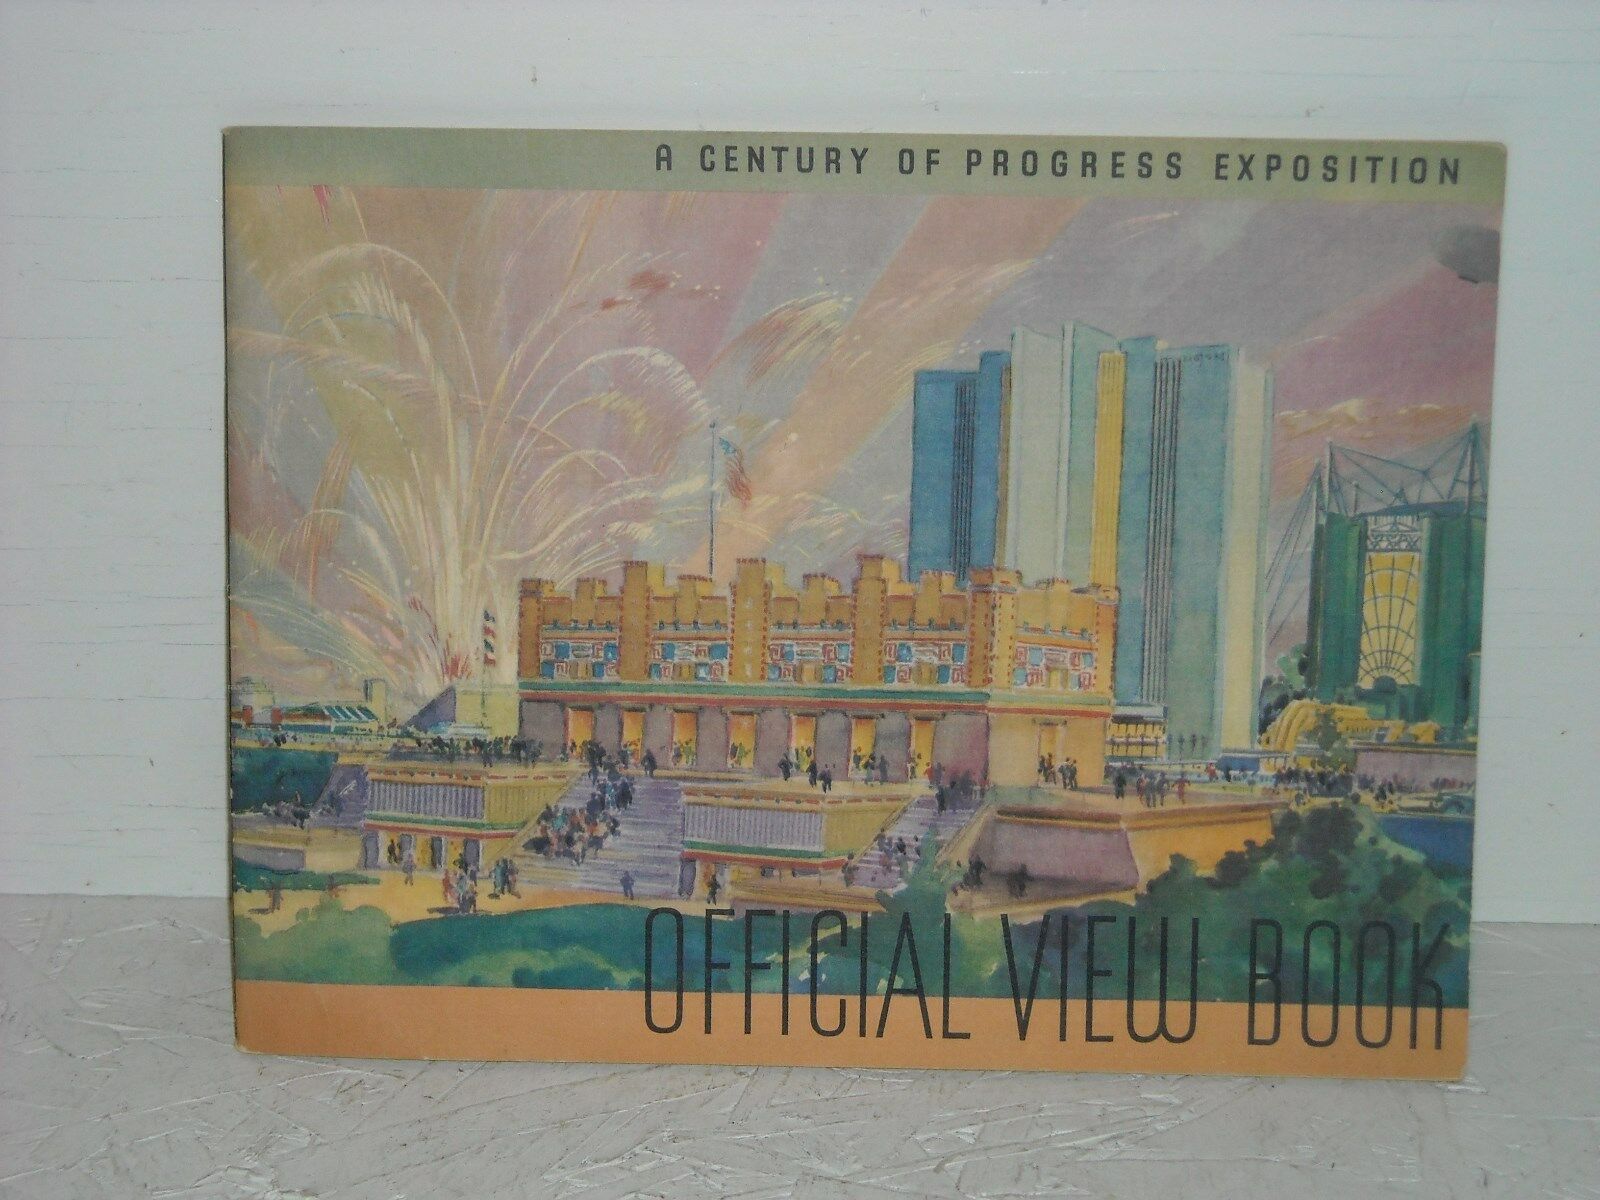 A CENTURY OF PROGRESS EXPOSITION
OFFICIAL VIEW BOOK